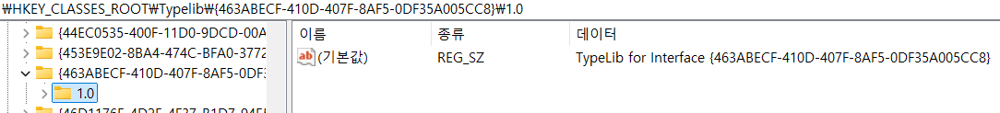 ₩HKEY_CLASSES_ROOT₩Typelib₩{463ABECF-410D-407F-8AF5-0DF35A005CC8}₩1.0
{44EC0535-400F-11D0-9DCD-00A
{453E9E02-8BA4-474C-BFA0-3772
{463ABECF-410D-407F-8AF5-0DF3
1.0
이름 종류 데이터
(기본값) REG_SZ TypeLib for Interface {463ABECF-410D-407F-8AF5-0DF35A005CC8}